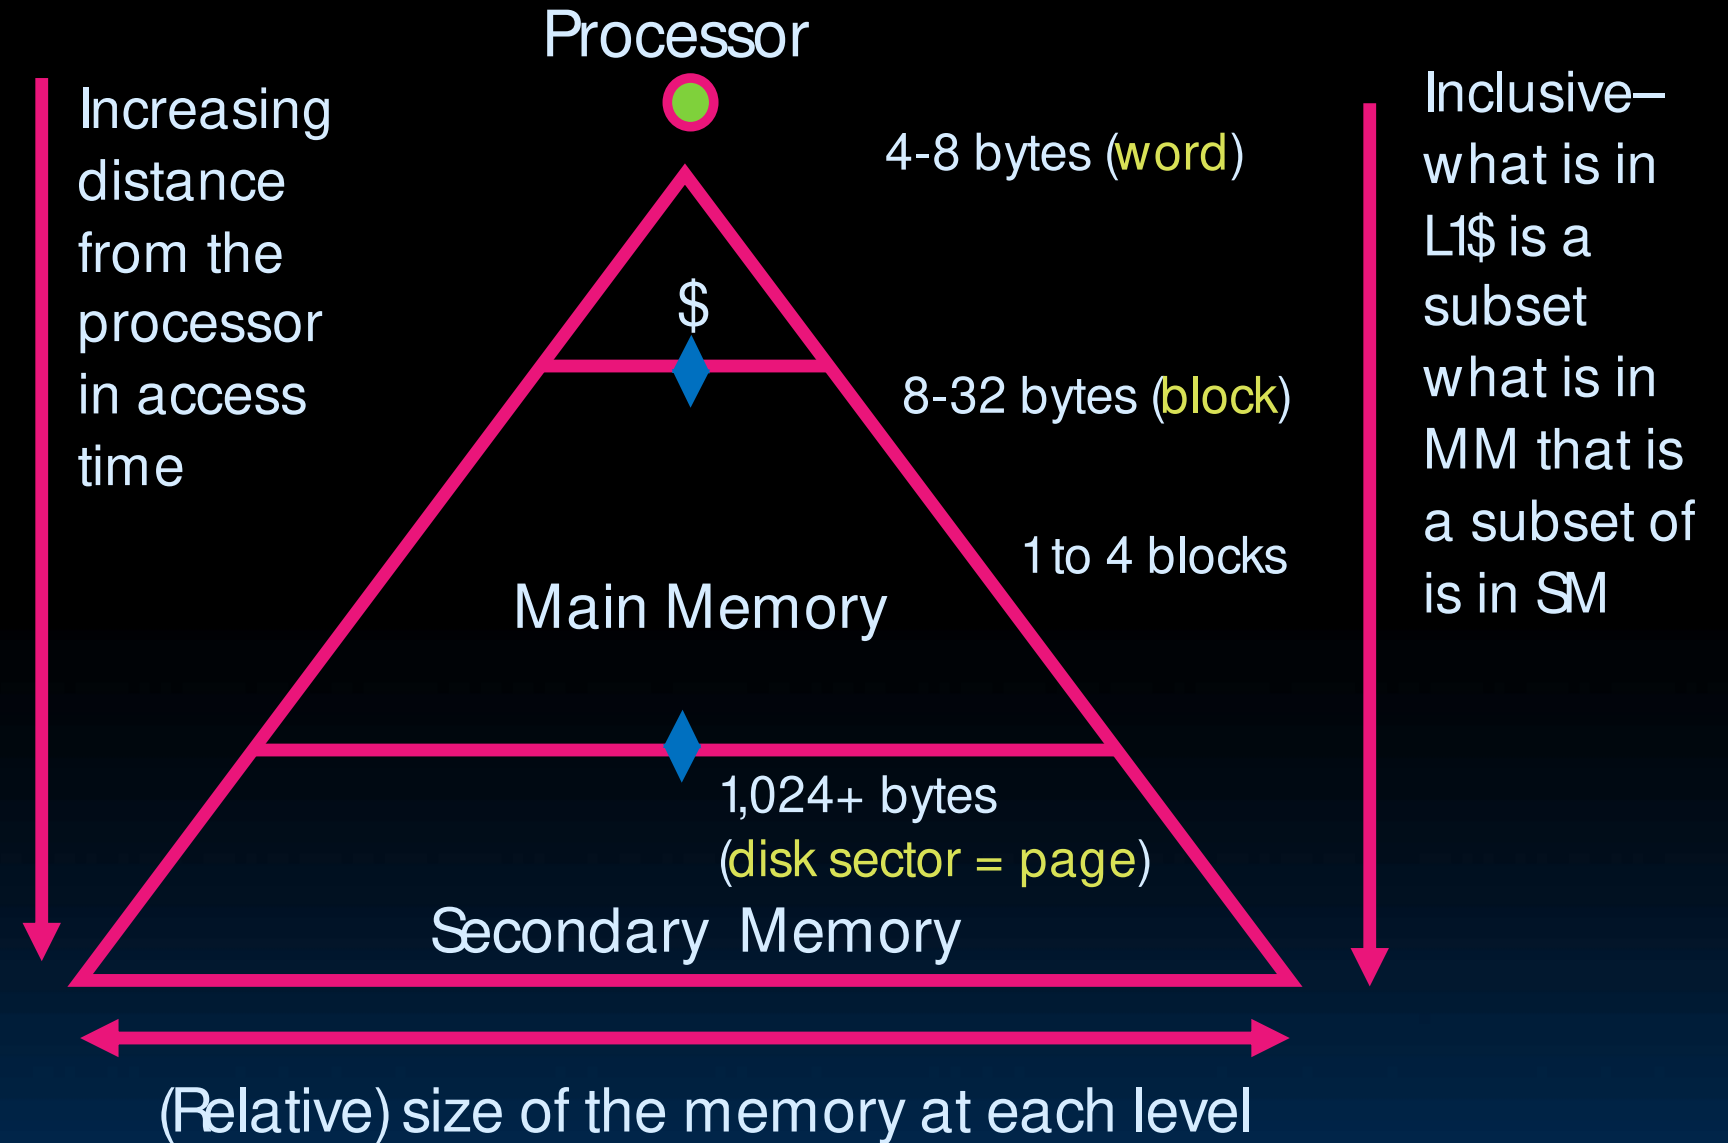 Processor
Increasing
distance
from the
processor
in access
time
4-8 bytes (word)
$
8-32 bytes (block)
1 to 4 blocks
Main Memory
1,024+ bytes
(disk sector = page)
Secondary Memory
Inclusive–
what is in
L1$ is a
subset
what is in
MM that is
a subset of
is in SM
(Relative) size of the memory at each level